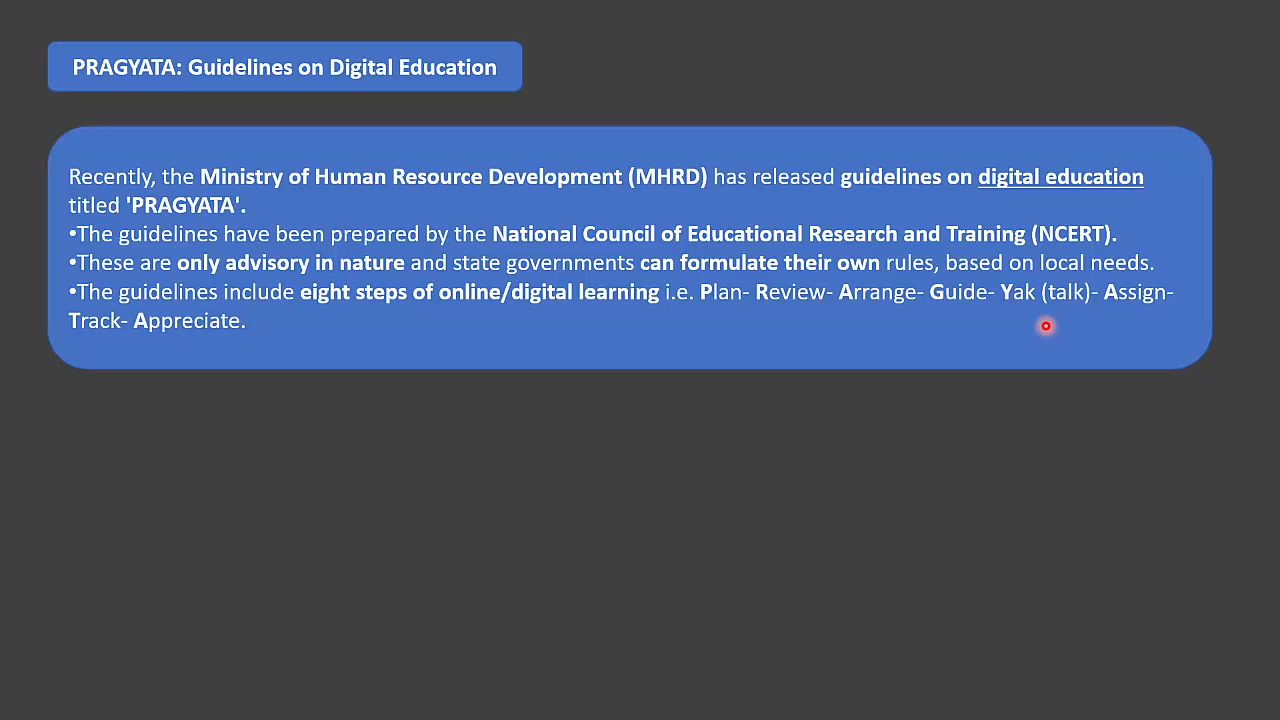 PRAGYATA: Guidelines on Digital Education
Recently, the Ministry of Human Resource Development (MHRD) has released guidelines on digital education
titled 'PRAGYATA'.
•The guidelines have been prepared by the National Council of Educational Research and Training (NCERT).
•These are only advisory in nature and state governments can formulate their own rules, based on local needs.
•The guidelines include eight steps of online/digital learning i.e. Plan- Review- Arrange- Guide- Yak (talk)- Assign-
Track- Appreciate.